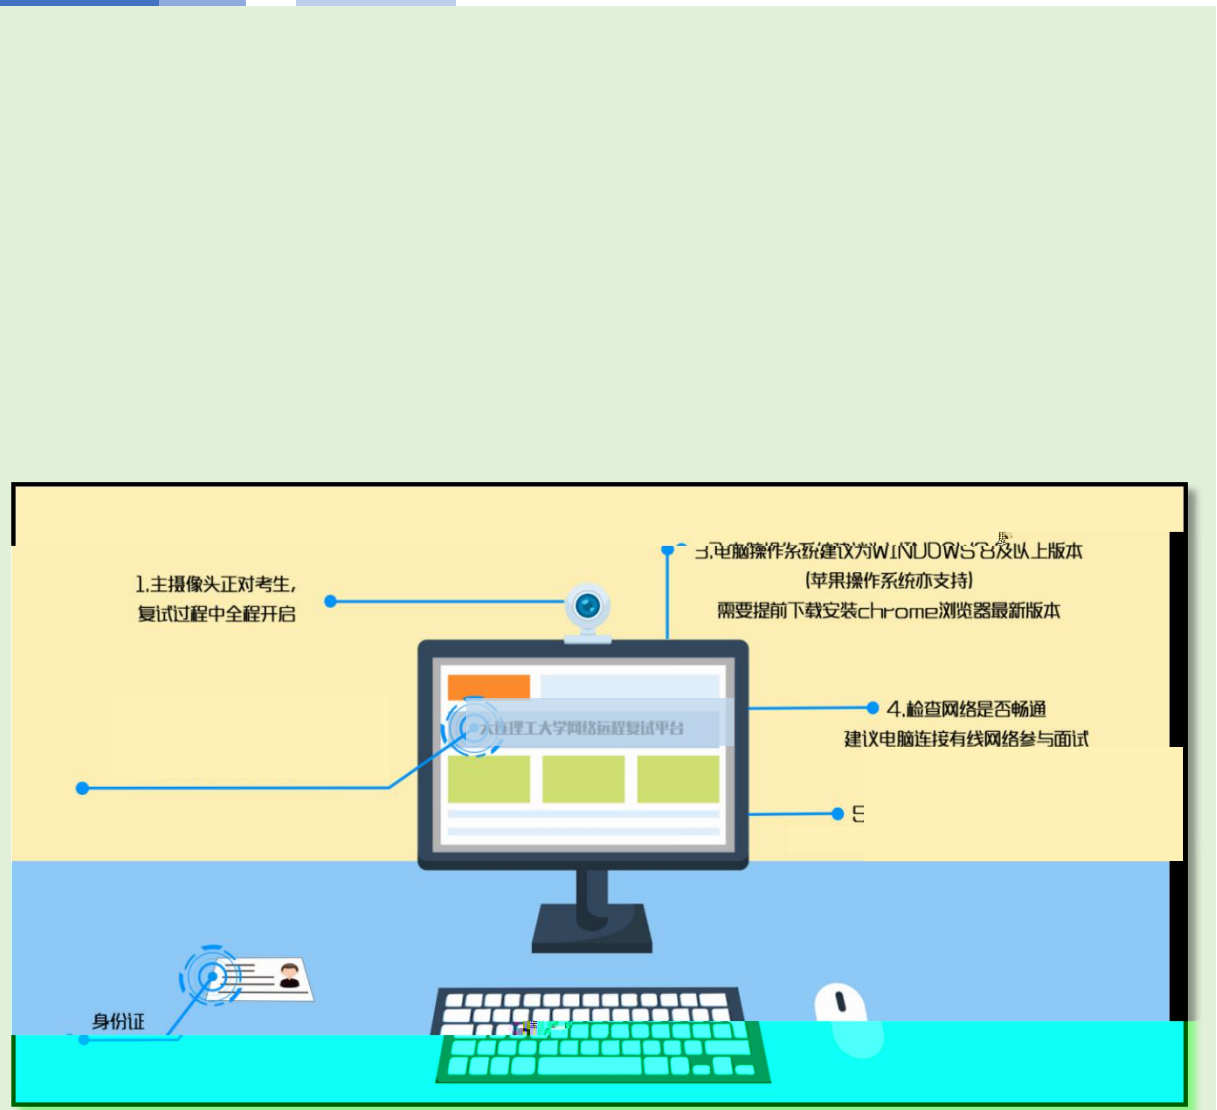 1.主摄像头正对考生,
复试过程中全程开启
3.电脑操作系统建议为WINDOWS 8及以上版本
(苹果操作系统亦支持)
需要提前下载安装chrome浏览器最新版本
大连理工大学网络远程复试平台
4.检查网络是否畅通
建议电脑连接有线网络参与面试
5
身份证